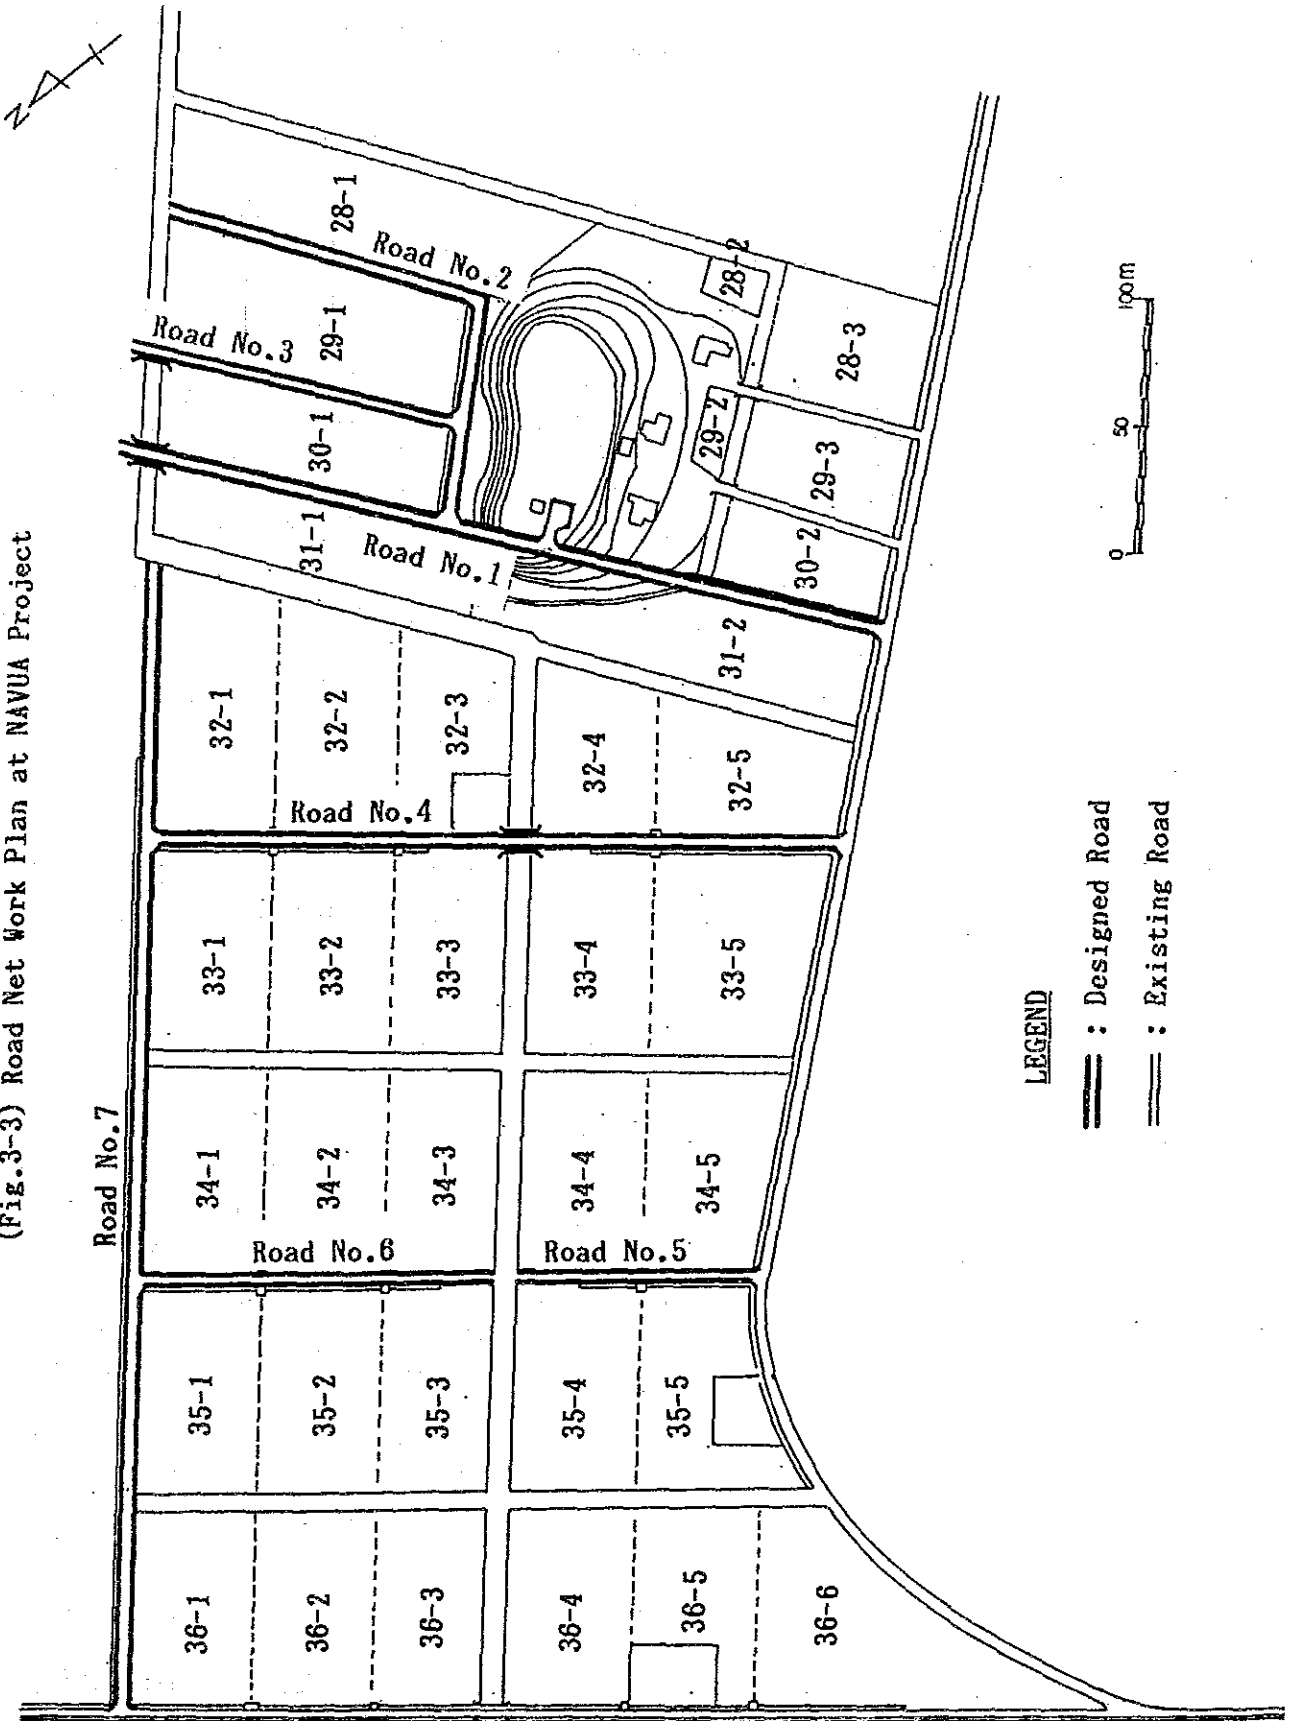 (Fig.3-3) Road Net Work Plan at NAVUA Project
N
28-1
Road No.2
29-1
Road No.3
30-1
31-1
Road No.1
28-2
28-3
29-2
29-3
30-2
31-2
32-1
32-2
32-3
32-4
32-5
Road No.4
33-1
33-2
33-3
33-4
33-5
Road No.7
34-1
34-2
34-3
34-4
34-5
Road No.6
Road No.5
35-1
35-2
35-3
35-4
35-5
36-1
36-2
36-3
36-4
36-5
36-6
0 50 100m
LEGEND
: Designed Road
: Existing Road